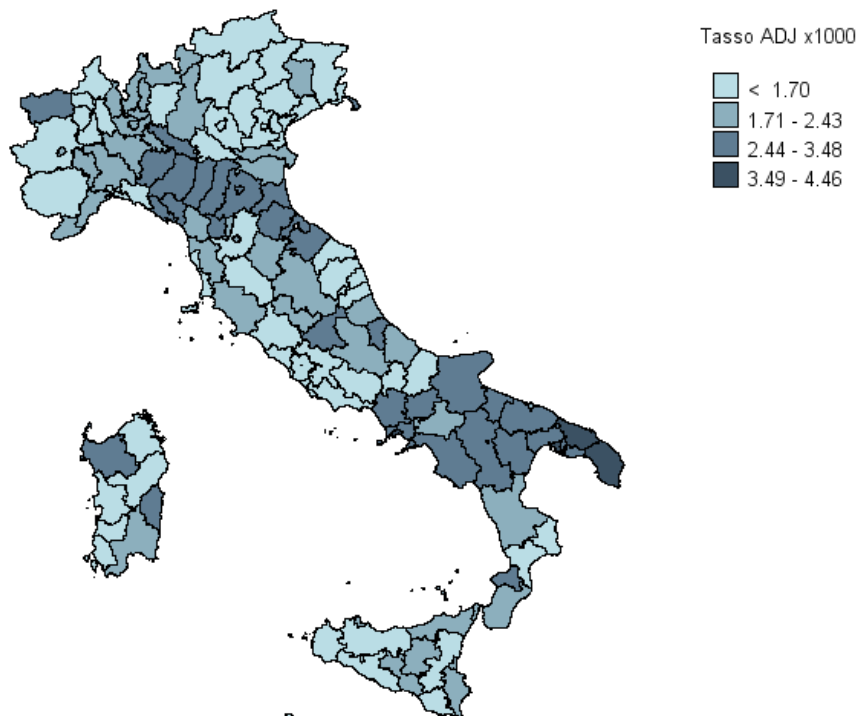 Tasso ADJ x1000
< 1.70
1.71 - 2.43
2.44 - 3.48
3.49 - 4.46